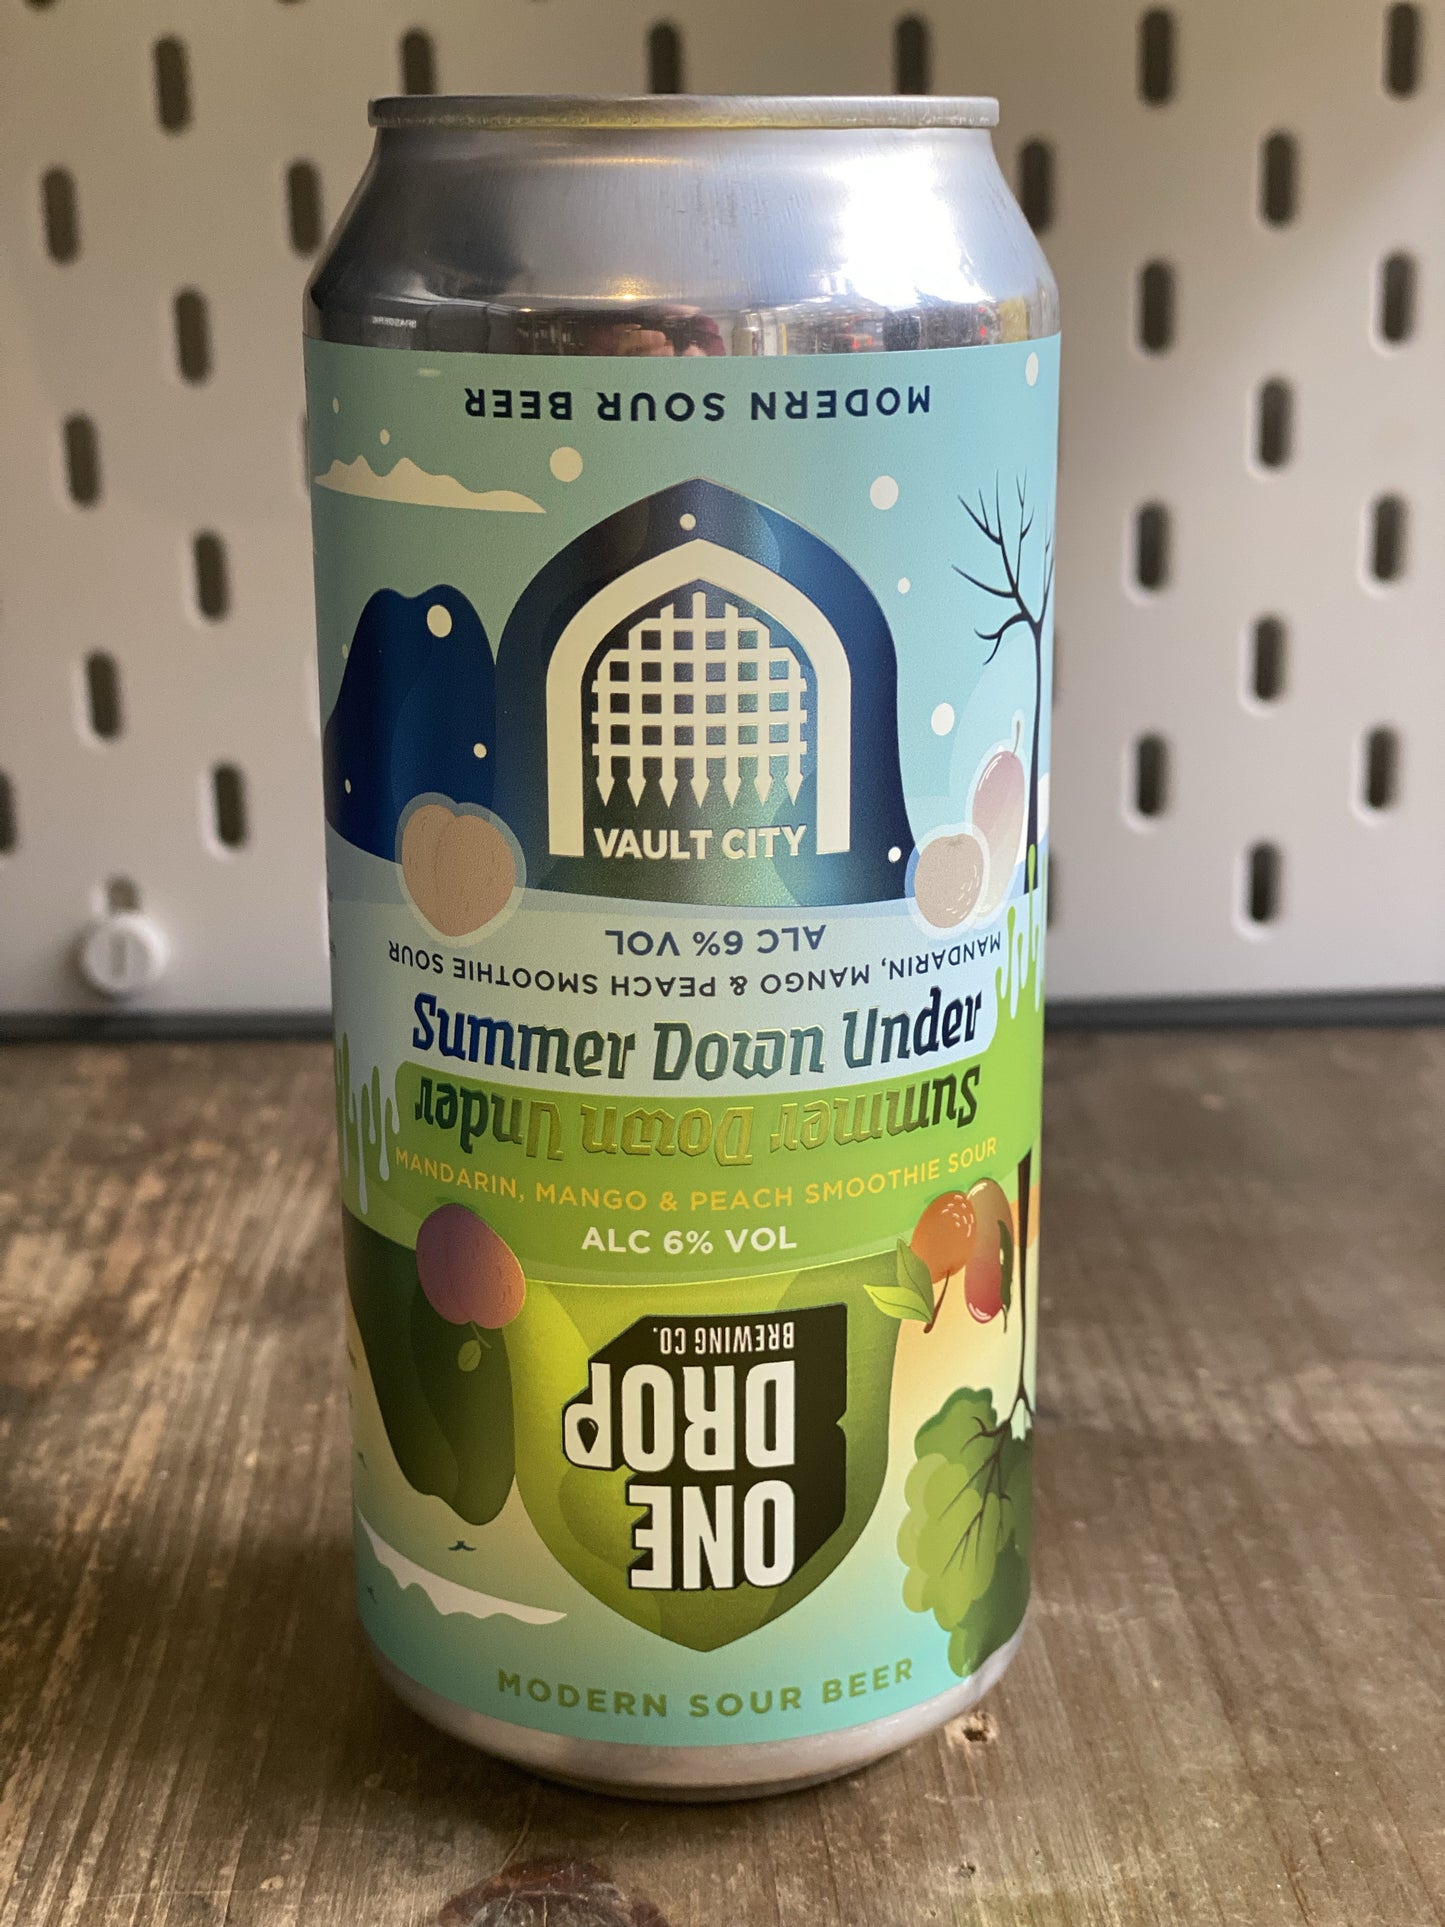 MODERN SOUR BEER
VAULT CITY
ALC 6% VOL
MANDARIN, MANGO & PEACH SMOOTHIE SOUR
Summer Down Under
Summer Down Under
MANDARIN, MANGO & PEACH SMOOTHIE SOUR
ALC 6% VOL
BREWING CO.
DROP
ONE
MODERN SOUR BEER